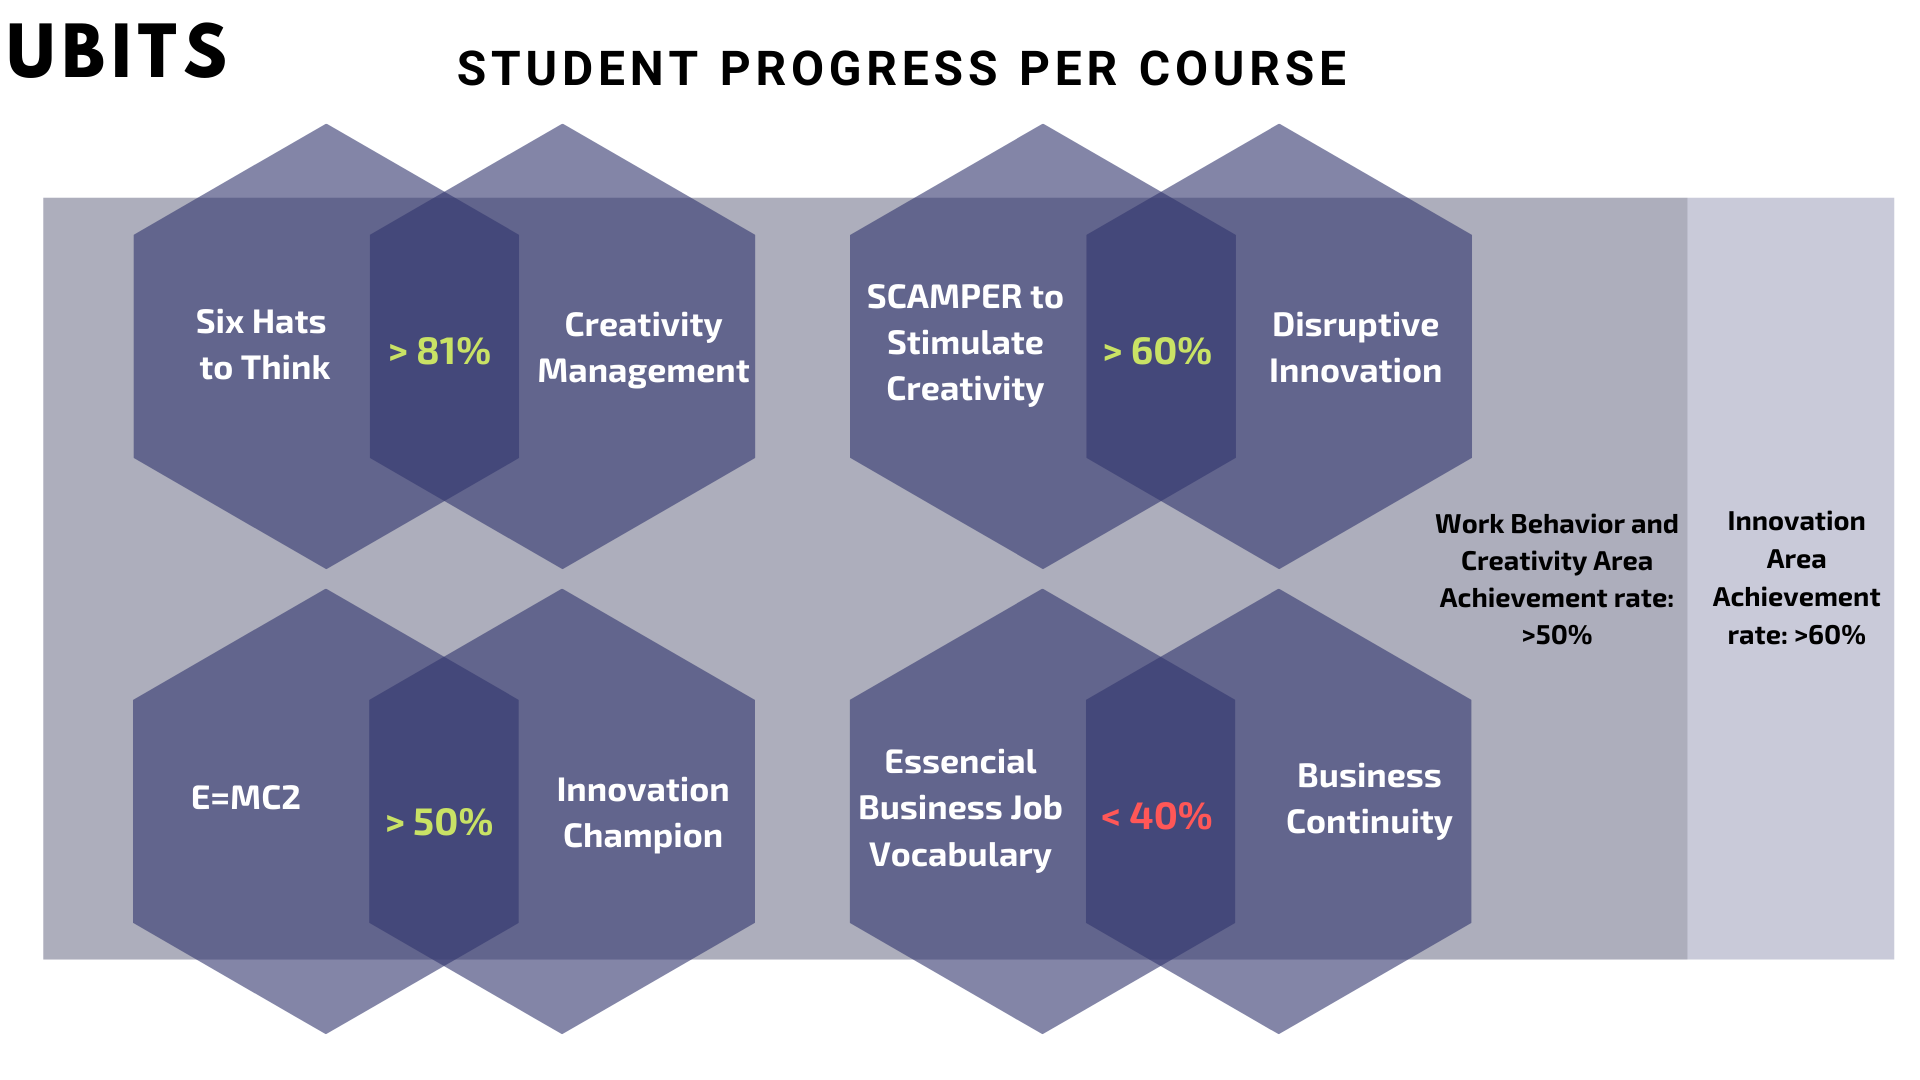 UBITS
STUDENT PROGRESS PER COURSE
Six Hats
to Think
> 81%
Creativity
Management
SCAMPER to
Stimulate
Creativity
> 60%
Disruptive
Innovation
Work Behavior and
Creativity Area
Achievement rate:
>50%
Innovation
Area
Achievement
rate: >60%
E=MC2
> 50%
Innovation
Champion
Essencial
Business Job
Vocabulary
< 40%
Business
Continuity